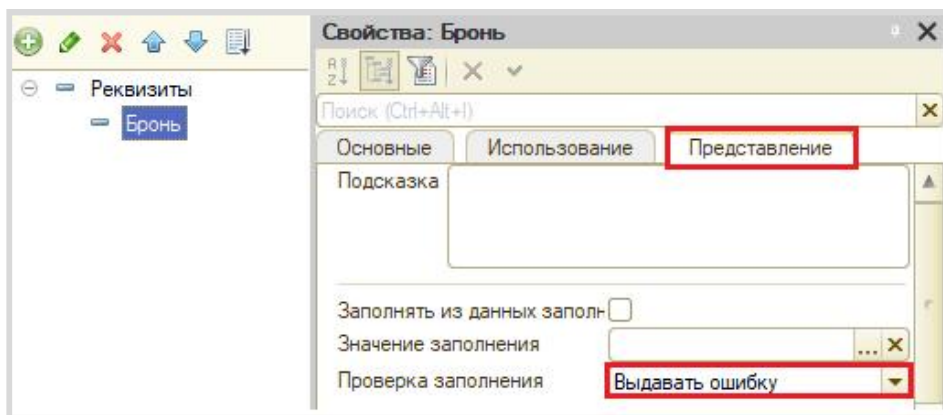 Свойства: Бронь
Реквизиты
Бронь
Поиск (Ctrl+Alt+I)
Основные Использование Представление
Подсказка
Заполнять из данных заполн
Значение заполнения ...
Проверка заполнения Выдавать ошибку